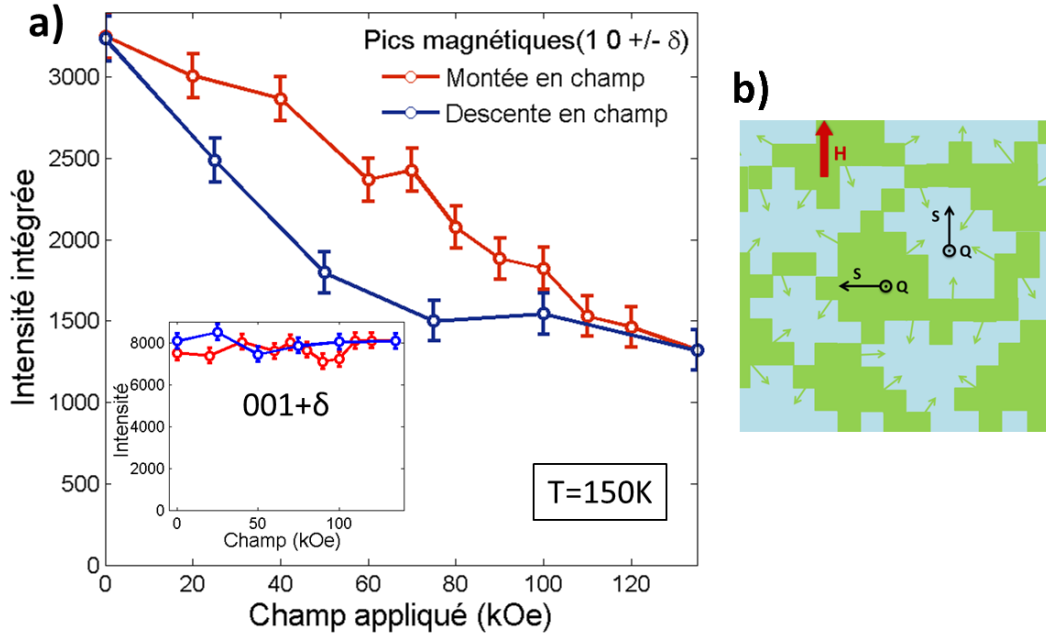 a)
Pics magnétiques(1 0 +/- δ)
Montée en champ
Descente en champ
Intensité intégrée
3000
2500
2000
1500
1000
500
0
0 20 40 60 80 100 120
Champ appliqué (kOe)
T=150K
Intensité
8000
6000
4000
2000
0
001+δ
0 50 100
Champ (kOe)
b)
H
S
Q
S
Q